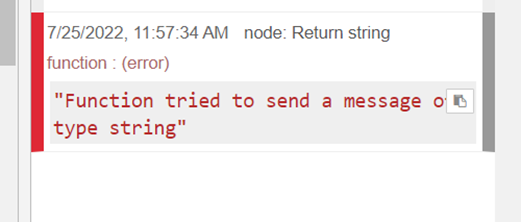 7/25/2022, 11:57:34 AM node: Return string
function : (error)
"Function tried to send a message
type string"